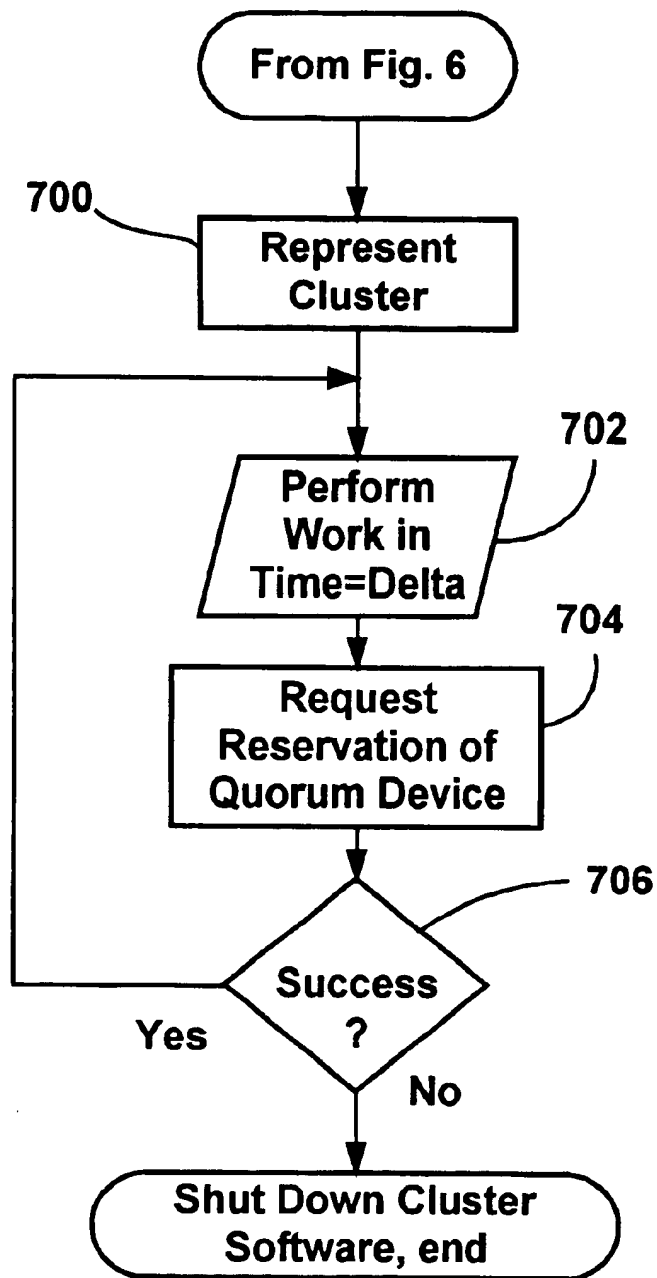 From Fig. 6
700
Represent
Cluster
702
Perform
Work in
Time=Delta
704
Request
Reservation of
Quorum Device
706
Success
?
Yes
No
Shut Down Cluster
Software, end